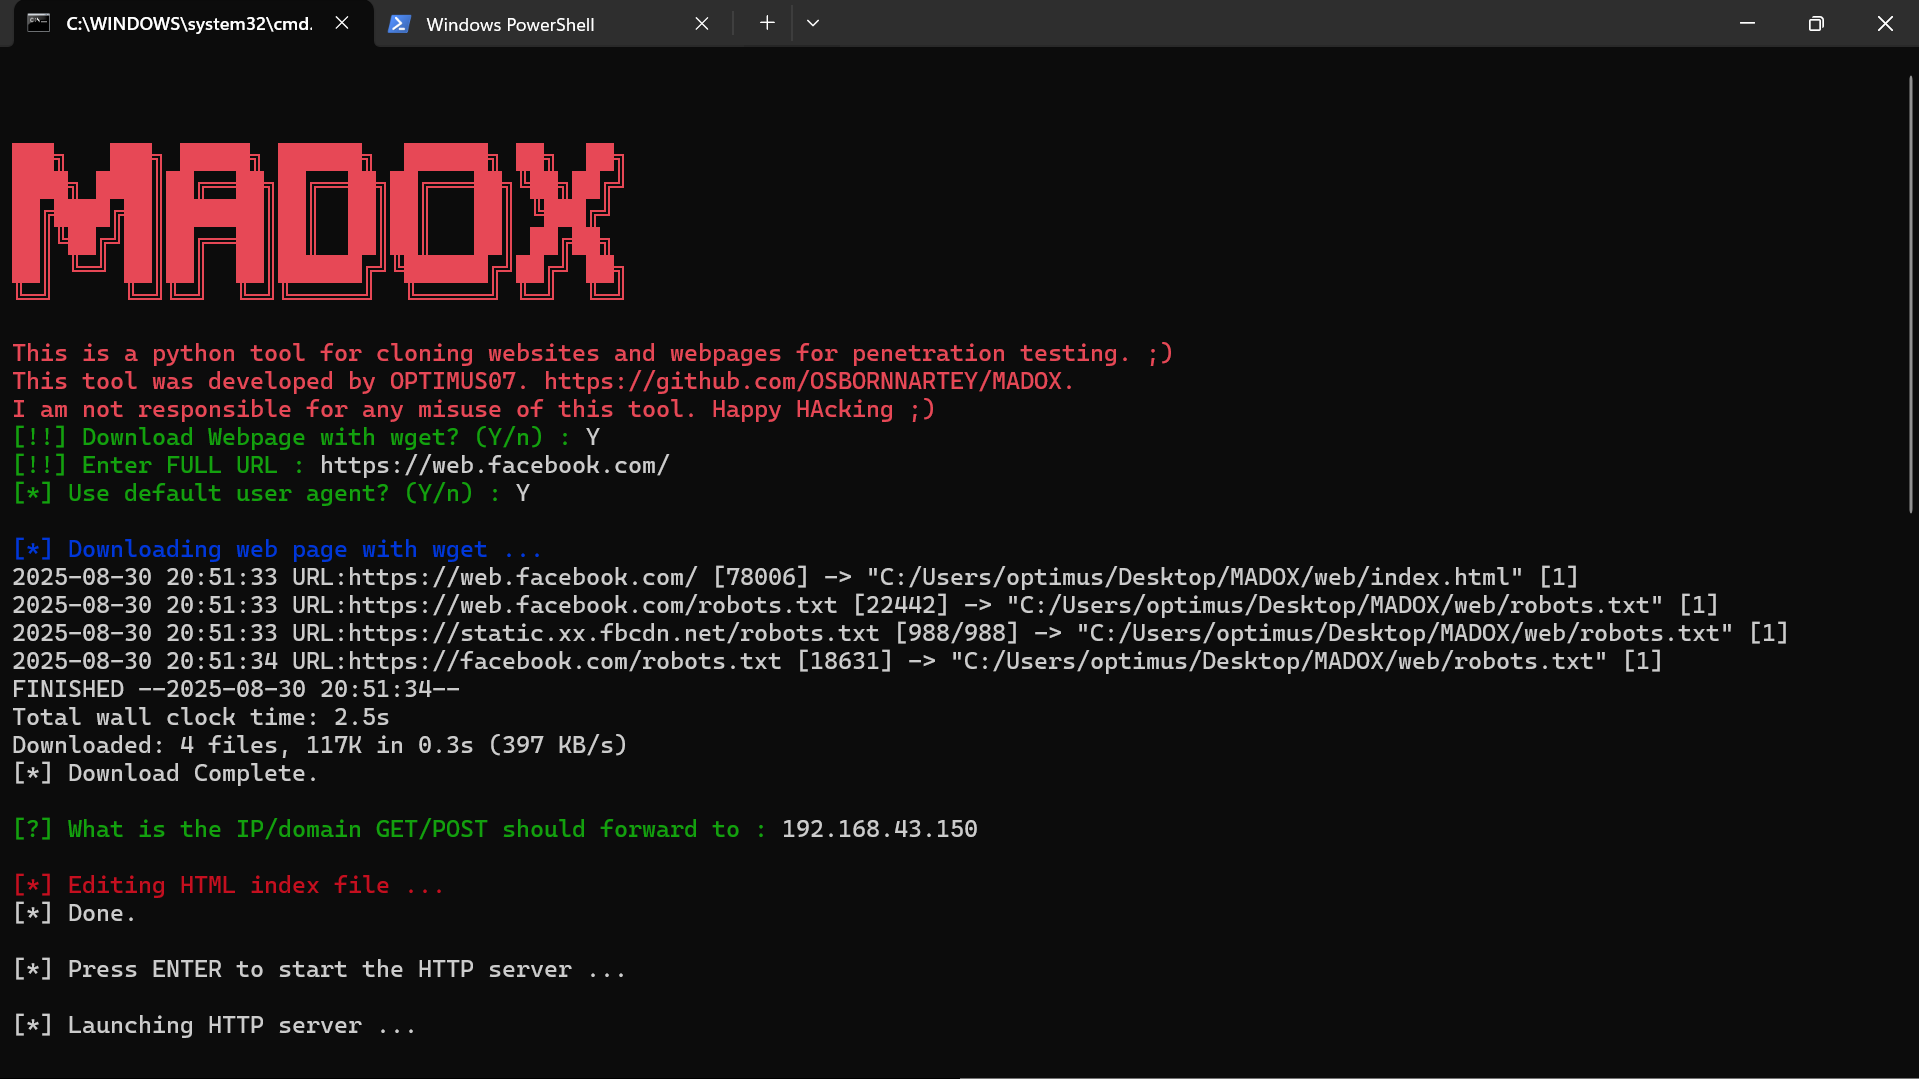 C:\WINDOWS\system32\cmd.
Windows PowerShell
MADOX
This is a python tool for cloning websites and webpages for penetration testing. ;)
This tool was developed by OPTIMUS07. https://github.com/OSBORNNARTEY/MADOX.
I am not responsible for any misuse of this tool. Happy HAcking ;)
[!!] Download Webpage with wget? (Y/n) : Y
[!!] Enter FULL URL : https://web.facebook.com/
[*] Use default user agent? (Y/n) : Y
[*] Downloading web page with wget ...
2025-08-30 20:51:33 URL:https://web.facebook.com/ [78006] -> "C:/Users/optimus/Desktop/MADOX/web/index.html" [1]
2025-08-30 20:51:33 URL:https://web.facebook.com/robots.txt [22442] -> "C:/Users/optimus/Desktop/MADOX/web/robots.txt" [1]
2025-08-30 20:51:33 URL:https://static.xx.fbcdn.net/robots.txt [988/988] -> "C:/Users/optimus/Desktop/MADOX/web/robots.txt" [1]
2025-08-30 20:51:34 URL:https://facebook.com/robots.txt [18631] -> "C:/Users/optimus/Desktop/MADOX/web/robots.txt" [1]
FINISHED --2025-08-30 20:51:34--
Total wall clock time: 2.5s
Downloaded: 4 files, 117K in 0.3s (397 KB/s)
[*] Download Complete.
[?] What is the IP/domain GET/POST should forward to : 192.168.43.150
[*] Editing HTML index file ...
[*] Done.
[*] Press ENTER to start the HTTP server ...
[*] Launching HTTP server ...